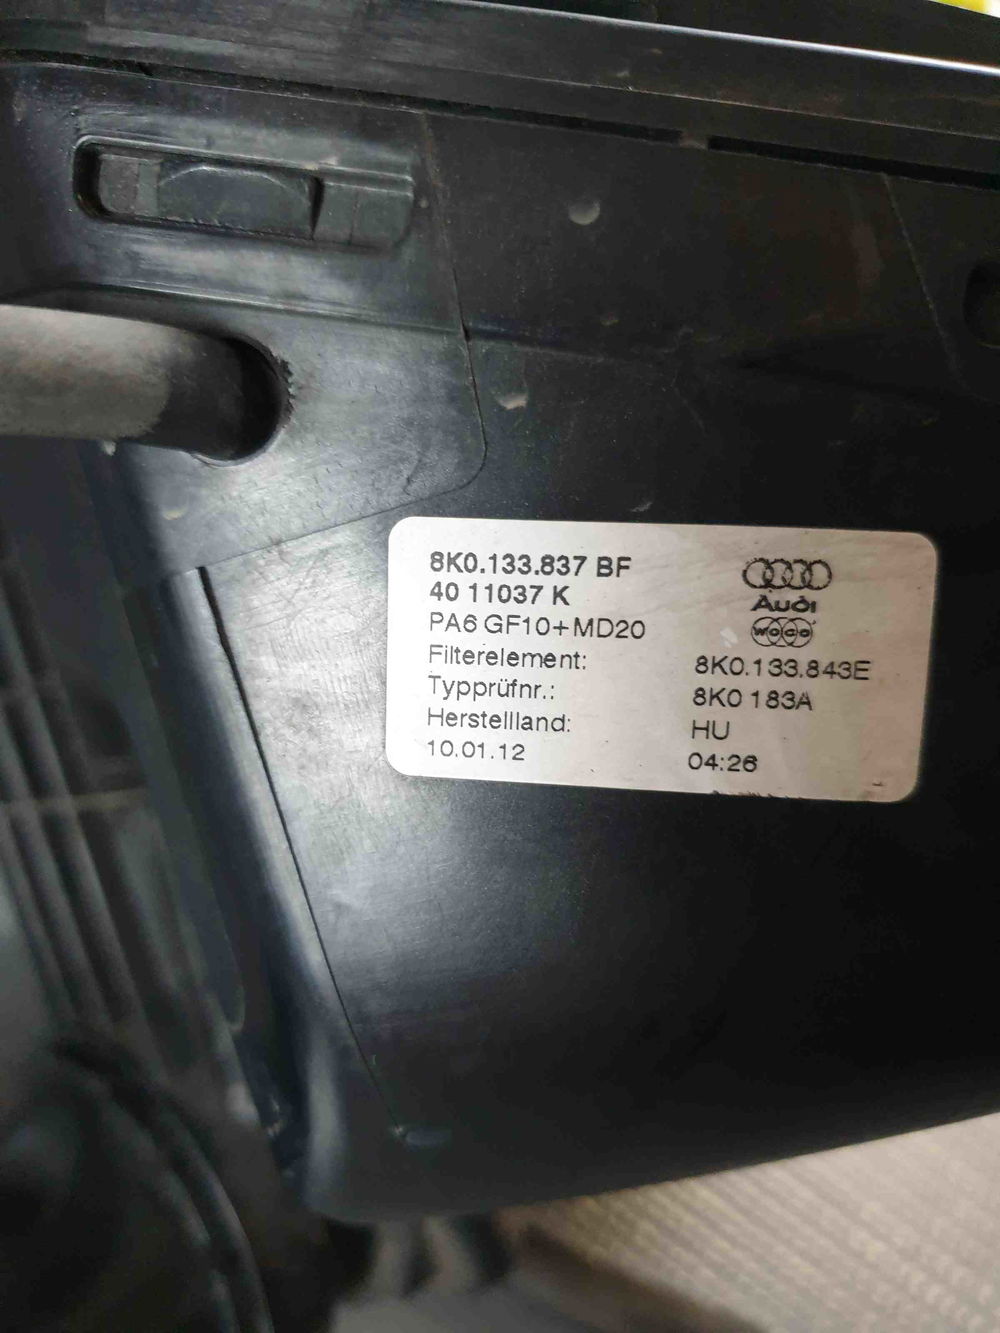 8K0.133.837 BF
40 11037 K
Audi
PA6 GF10+MD20
WOCO
Filterelement: 8K0.133.843E
Typprüfnr.: 8K0 183A
Herstellland: HU
10.01.12 04:26